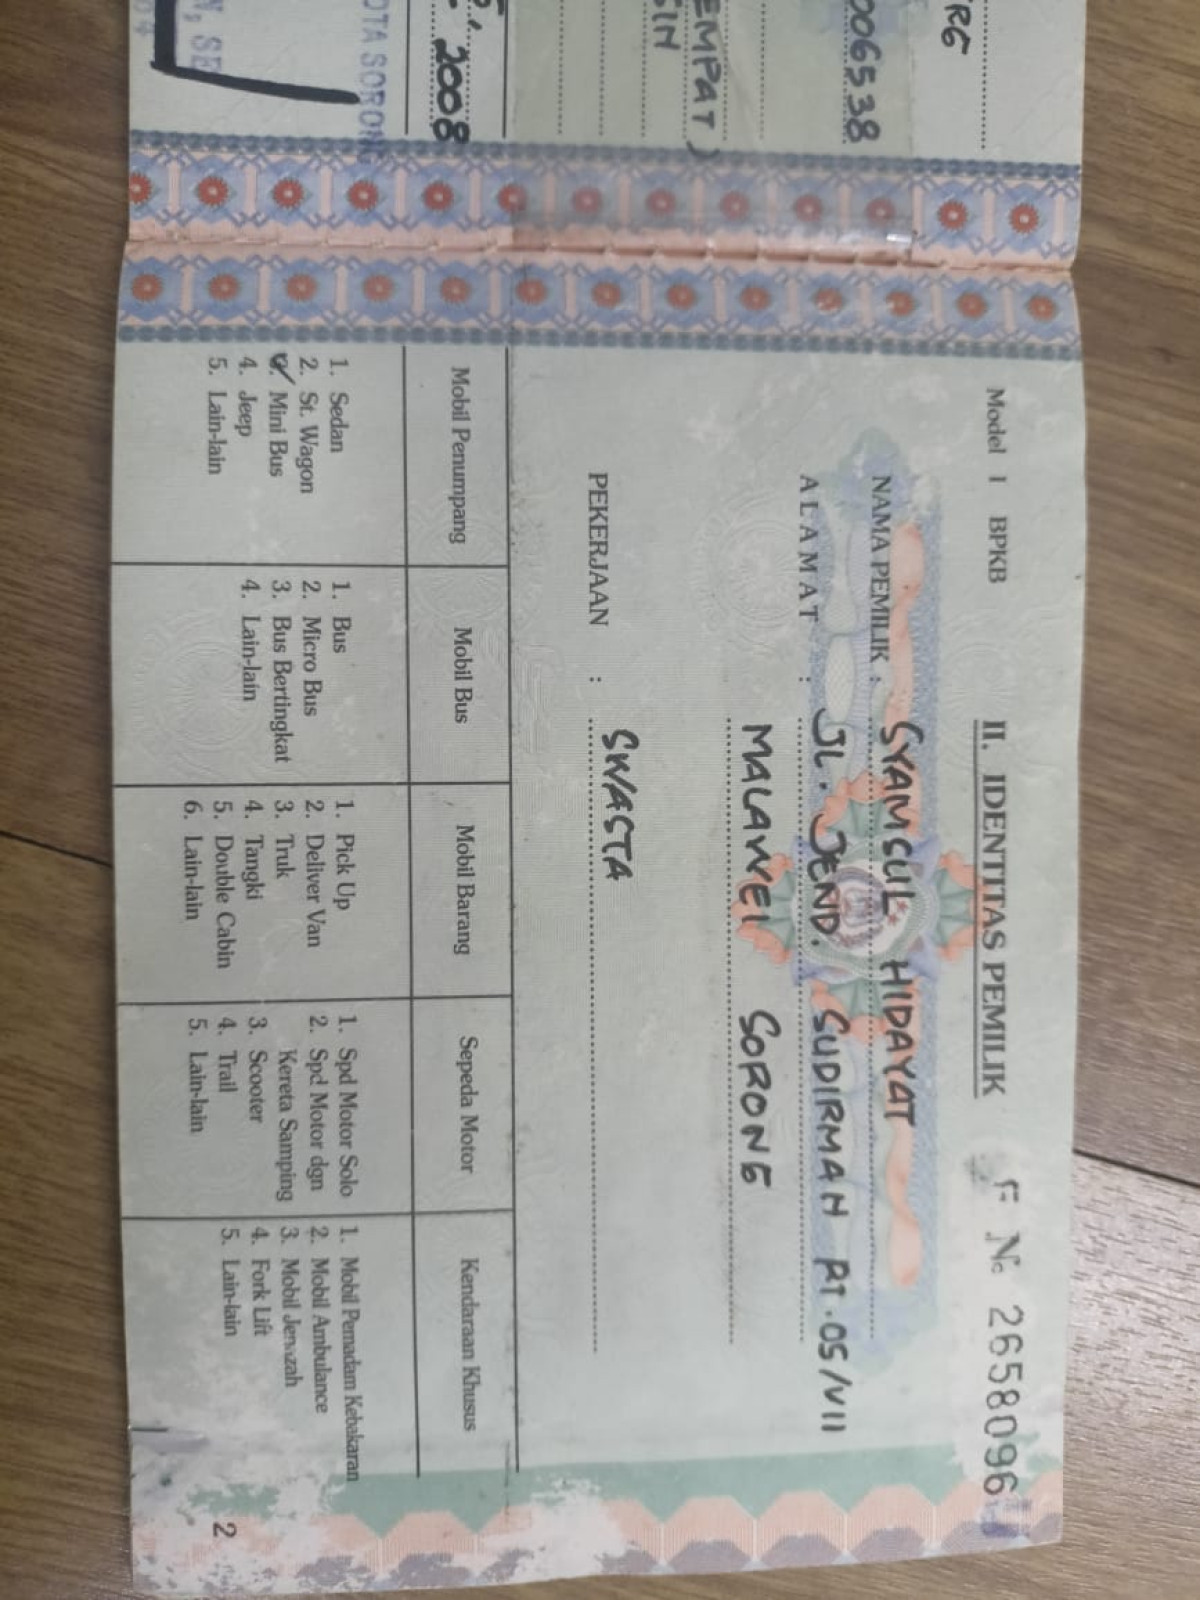 RG
006538
EMPAT)
SIN
2008
OTA SORONG
Model I BPKB
II. IDENTITAS PEMILIK
F No 2658096
NAMA PEMILIK : SYAMSUL HIDAYAT
ALAMAT : JL. JEND. SUDIRMAN RT.05/VII
MALAWEI SORONG
PEKERJAAN : SWASTA
Mobil Penumpang
1. Sedan
2. St. Wagon
Mini Bus
4. Jeep
5. Lain-lain
Mobil Bus
1. Bus
2. Micro Bus
3. Bus Bertingkat
4. Lain-lain
Mobil Barang
1. Pick Up
2. Deliver Van
3. Truk
4. Tangki
5. Double Cabin
6. Lain-lain
Sepeda Motor
1. Spd Motor Solo
2. Spd Motor dgn
Kereta Samping
3. Scooter
4. Trail
5. Lain-lain
Kendaraan Khusus
1. Mobil Pemadam Kebakaran
2. Mobil Ambulance
3. Mobil Jenazah
4. Fork Lift
5. Lain-lain
2